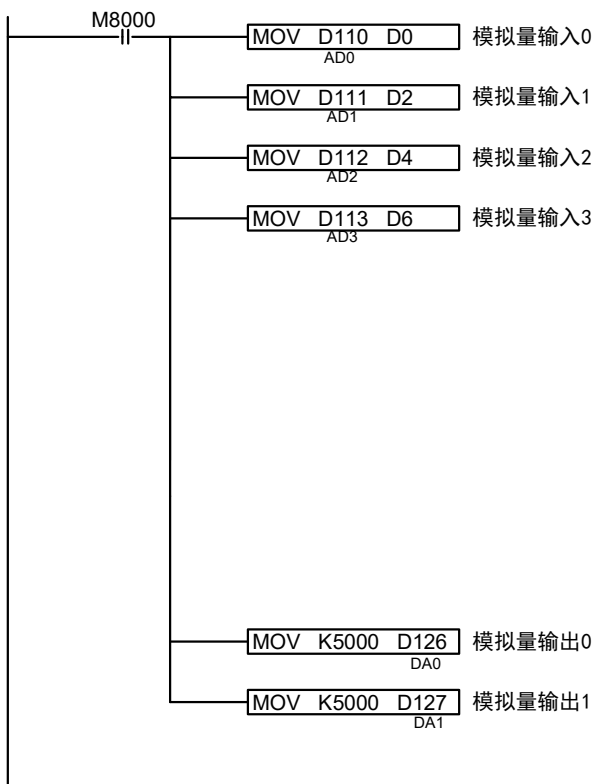 M8000
MOV D110 D0 模拟量输入0
AD0
MOV D111 D2 模拟量输入1
AD1
MOV D112 D4 模拟量输入2
AD2
MOV D113 D6 模拟量输入3
AD3
MOV K5000 D126 模拟量输出0
DA0
MOV K5000 D127 模拟量输出1
DA1